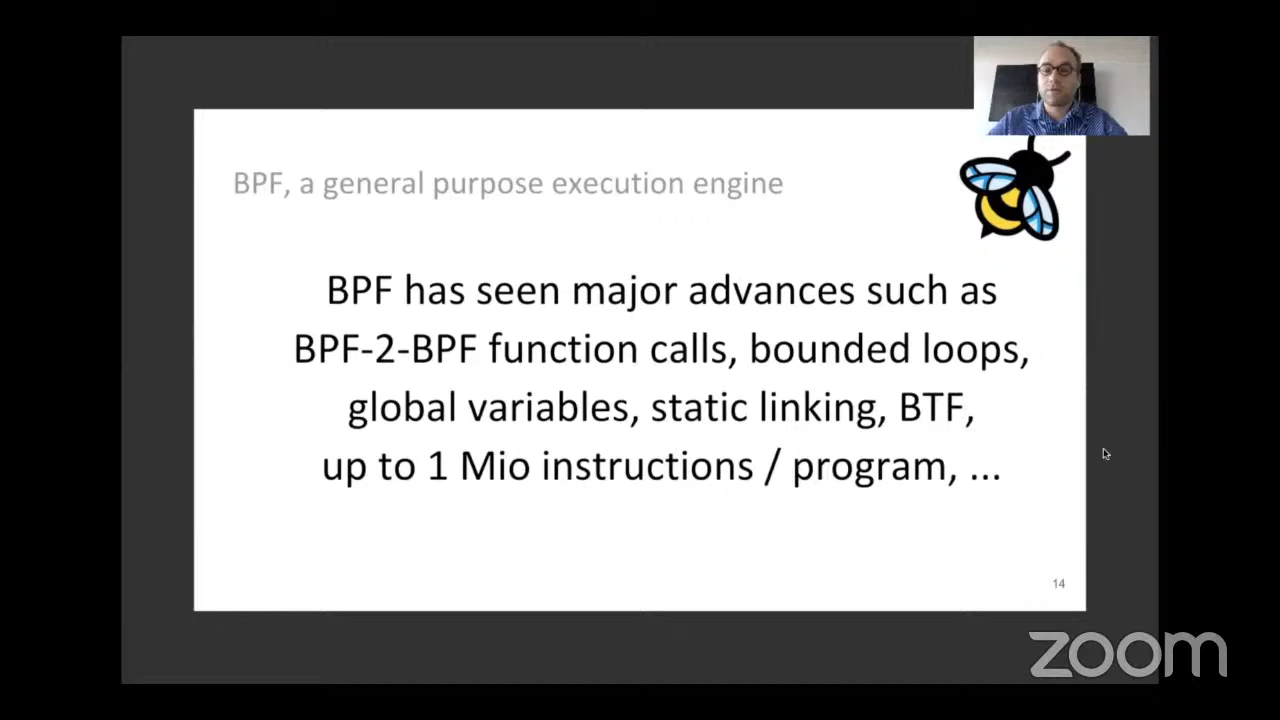 BPF, a general purpose execution engine
BPF has seen major advances such as
BPF-2-BPF function calls, bounded loops,
global variables, static linking, BTF,
up to 1 Mio instructions / program, ...
14
zoom